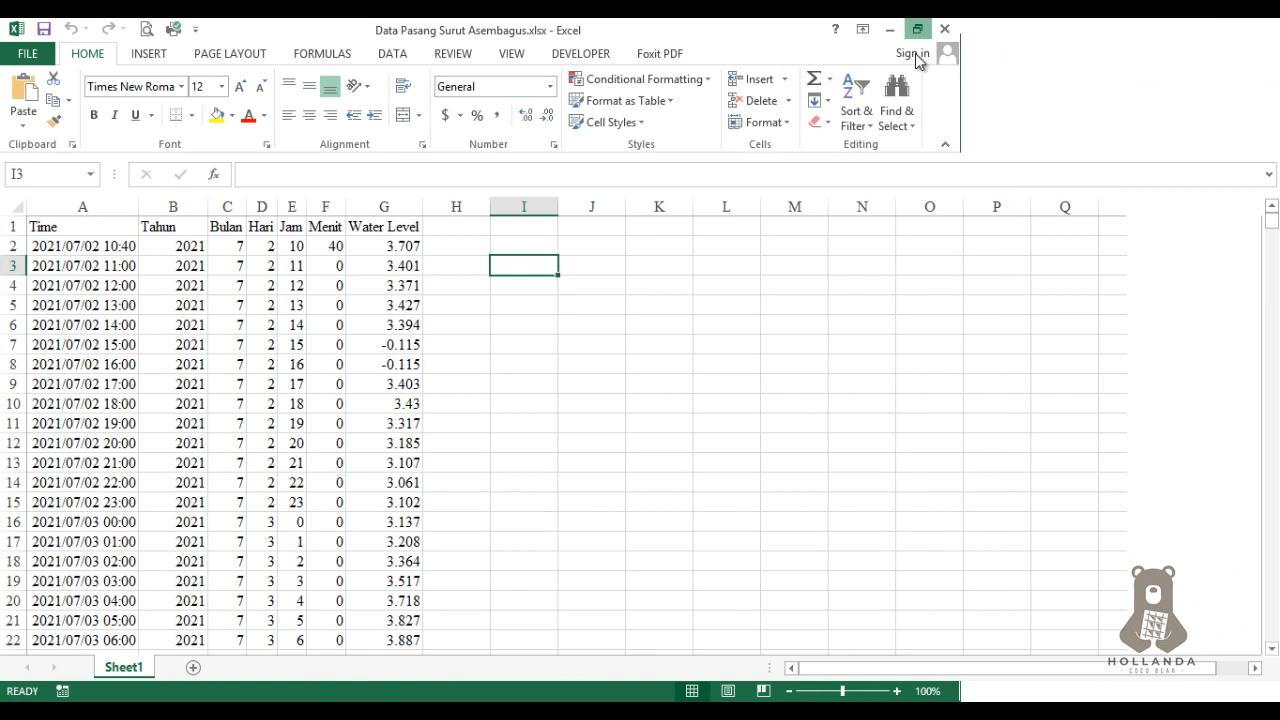 Data Pasang Surut Asembagus.xlsx - Excel
FILE HOME INSERT PAGE LAYOUT FORMULAS DATA REVIEW VIEW DEVELOPER Foxit PDF Sign in
Paste
Times New Roma 12
General
Conditional Formatting
Format as Table
Cell Styles
Insert
Delete
Format
Sort & Filter
Find & Select
Clipboard Font Alignment Number Styles Cells Editing
I3
A B C D E F G H I J K L M N O P Q
1 Time Tahun Bulan Hari Jam Menit Water Level
2 2021/07/02 10:40 2021 7 2 10 40 3.707
3 2021/07/02 11:00 2021 7 2 11 0 3.401
4 2021/07/02 12:00 2021 7 2 12 0 3.371
5 2021/07/02 13:00 2021 7 2 13 0 3.427
6 2021/07/02 14:00 2021 7 2 14 0 3.394
7 2021/07/02 15:00 2021 7 2 15 0 -0.115
8 2021/07/02 16:00 2021 7 2 16 0 -0.115
9 2021/07/02 17:00 2021 7 2 17 0 3.403
10 2021/07/02 18:00 2021 7 2 18 0 3.43
11 2021/07/02 19:00 2021 7 2 19 0 3.317
12 2021/07/02 20:00 2021 7 2 20 0 3.185
13 2021/07/02 21:00 2021 7 2 21 0 3.107
14 2021/07/02 22:00 2021 7 2 22 0 3.061
15 2021/07/02 23:00 2021 7 2 23 0 3.102
16 2021/07/03 00:00 2021 7 3 0 0 3.137
17 2021/07/03 01:00 2021 7 3 1 0 3.208
18 2021/07/03 02:00 2021 7 3 2 0 3.364
19 2021/07/03 03:00 2021 7 3 3 0 3.517
20 2021/07/03 04:00 2021 7 3 4 0 3.718
21 2021/07/03 05:00 2021 7 3 5 0 3.827
22 2021/07/03 06:00 2021 7 3 6 0 3.887
HOLLANDA
COCO BEAR
Sheet1
READY 100%